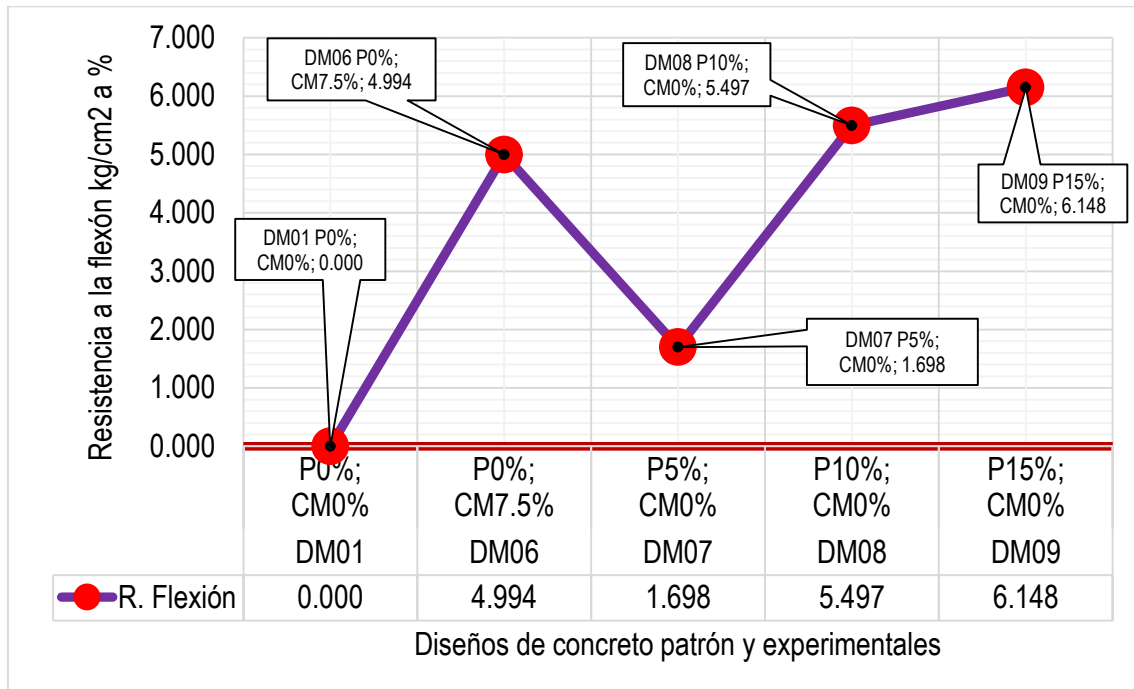 7.000
6.000
5.000
4.000
3.000
2.000
1.000
0.000
Resistencia a la flexón kg/cm2 a %
DM06 P0%;
CM7.5%; 4.994
DM08 P10%;
CM0%; 5.497
DM09 P15%;
CM0%; 6.148
DM01 P0%;
CM0%; 0.000
DM07 P5%;
CM0%; 1.698
P0%; P0%; P5%; P10%; P15%;
CM0% CM7.5% CM0% CM0% CM0%
DM01 DM06 DM07 DM08 DM09
R. Flexión 0.000 4.994 1.698 5.497 6.148
Diseños de concreto patrón y experimentales